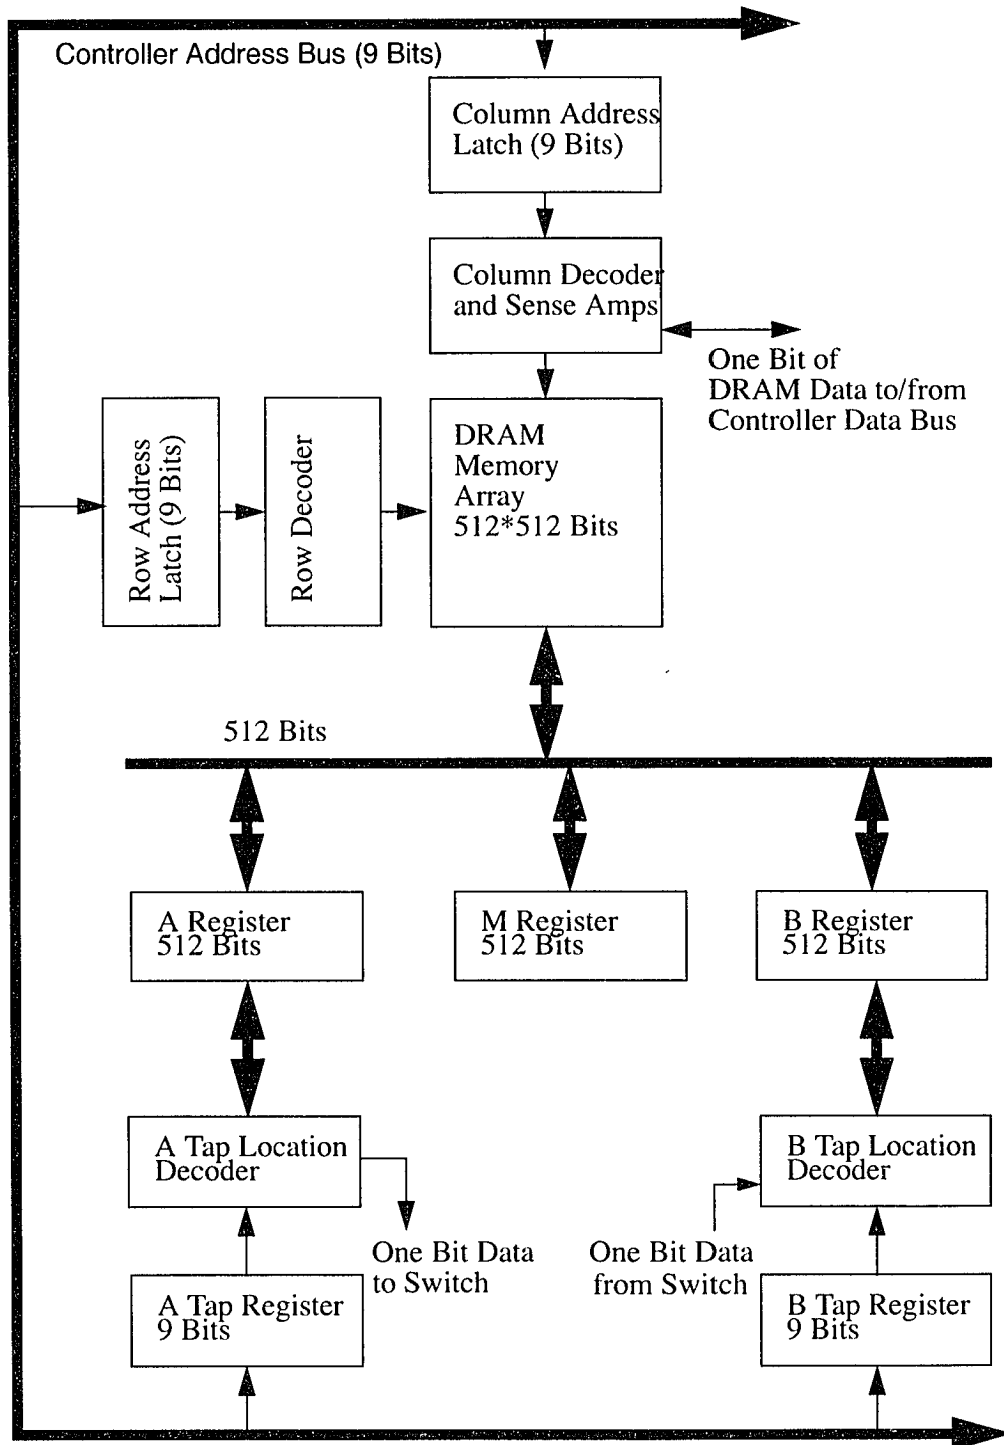 Controller Address Bus (9 Bits)
Column Address
Latch (9 Bits)
Column Decoder
and Sense Amps
One Bit of
DRAM Data to/from
Controller Data Bus
Row Address
Latch (9 Bits)
Row Decoder
DRAM
Memory
Array
512*512 Bits
512 Bits
A Register
512 Bits
M Register
512 Bits
B Register
512 Bits
A Tap Location
Decoder
B Tap Location
Decoder
One Bit Data
to Switch
One Bit Data
from Switch
A Tap Register
9 Bits
B Tap Register
9 Bits